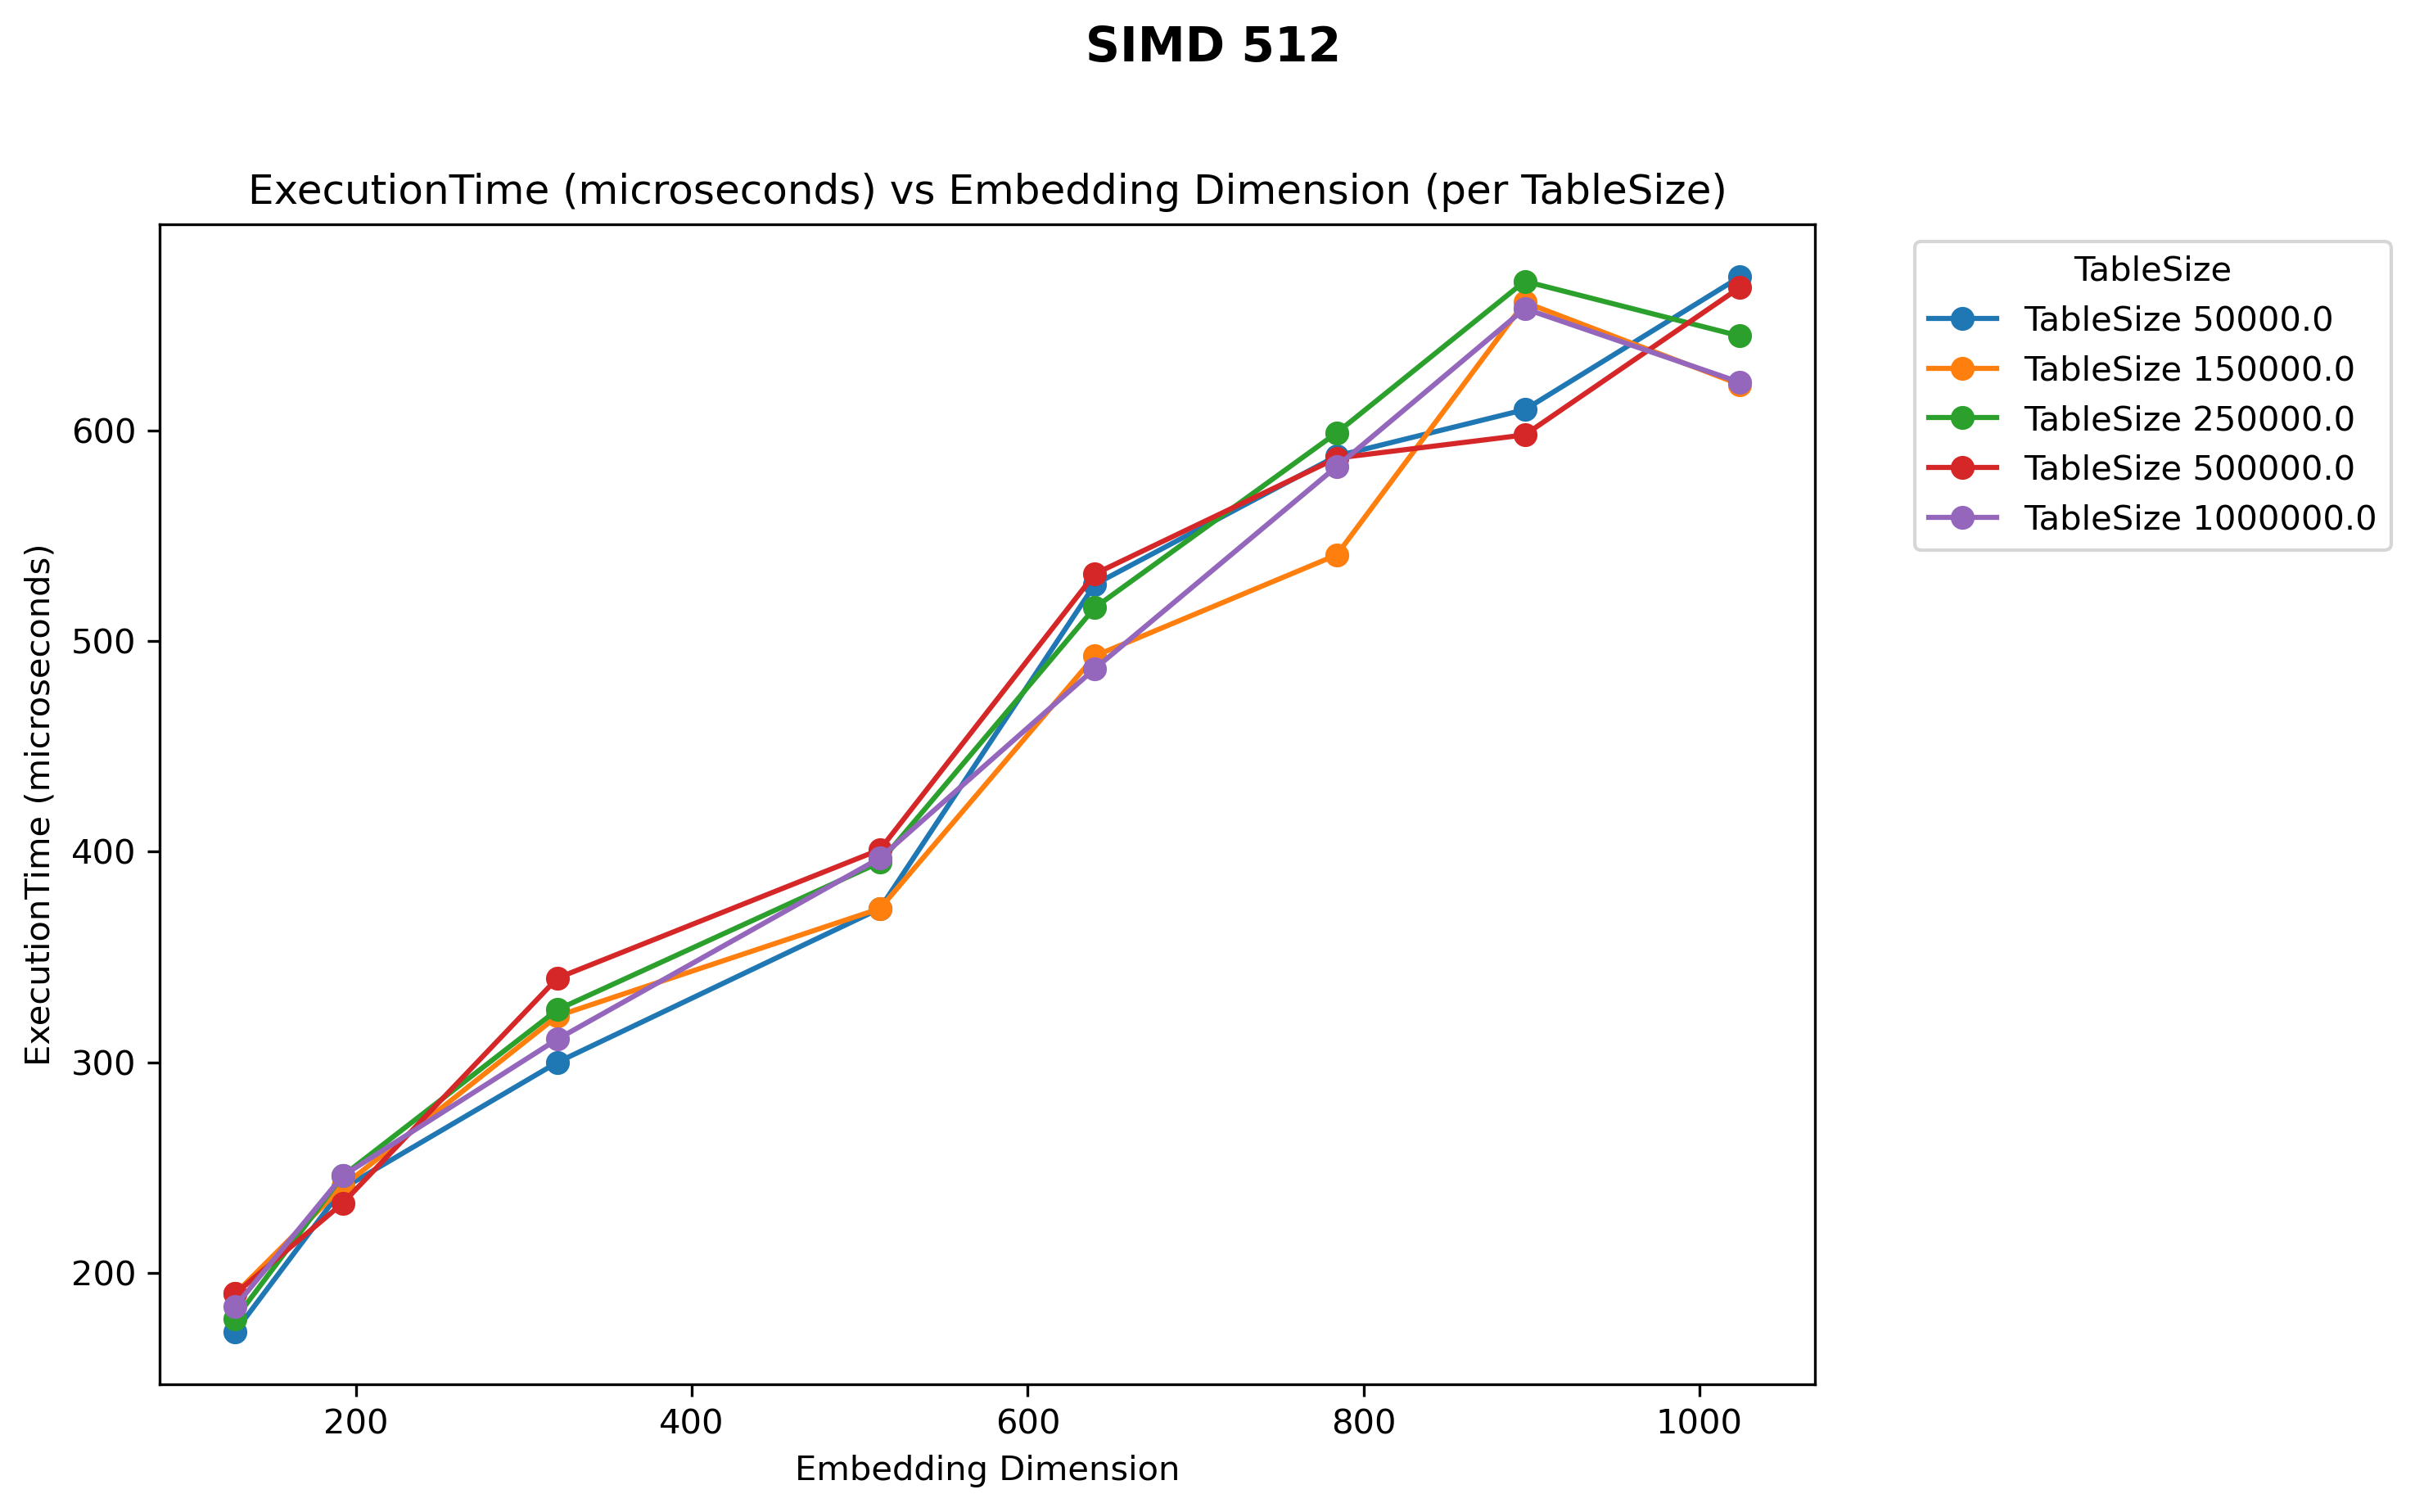 SIMD 512
ExecutionTime (microseconds) vs Embedding Dimension (per TableSize)
TableSize
TableSize 50000.0
TableSize 150000.0
TableSize 250000.0
TableSize 500000.0
TableSize 1000000.0
ExecutionTime (microseconds)
600
500
400
300
200
200 400 600 800 1000
Embedding Dimension